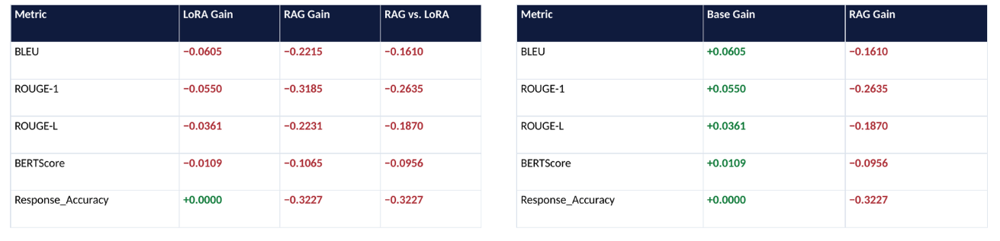 Metric LoRA Gain RAG Gain RAG vs. LoRA
BLEU −0.0605 −0.2215 −0.1610
ROUGE-1 −0.0550 −0.3185 −0.2635
ROUGE-L −0.0361 −0.2231 −0.1870
BERTScore −0.0109 −0.1065 −0.0956
Response_Accuracy +0.0000 −0.3227 −0.3227
Metric Base Gain RAG Gain
BLEU +0.0605 −0.1610
ROUGE-1 +0.0550 −0.2635
ROUGE-L +0.0361 −0.1870
BERTScore +0.0109 −0.0956
Response_Accuracy +0.0000 −0.3227